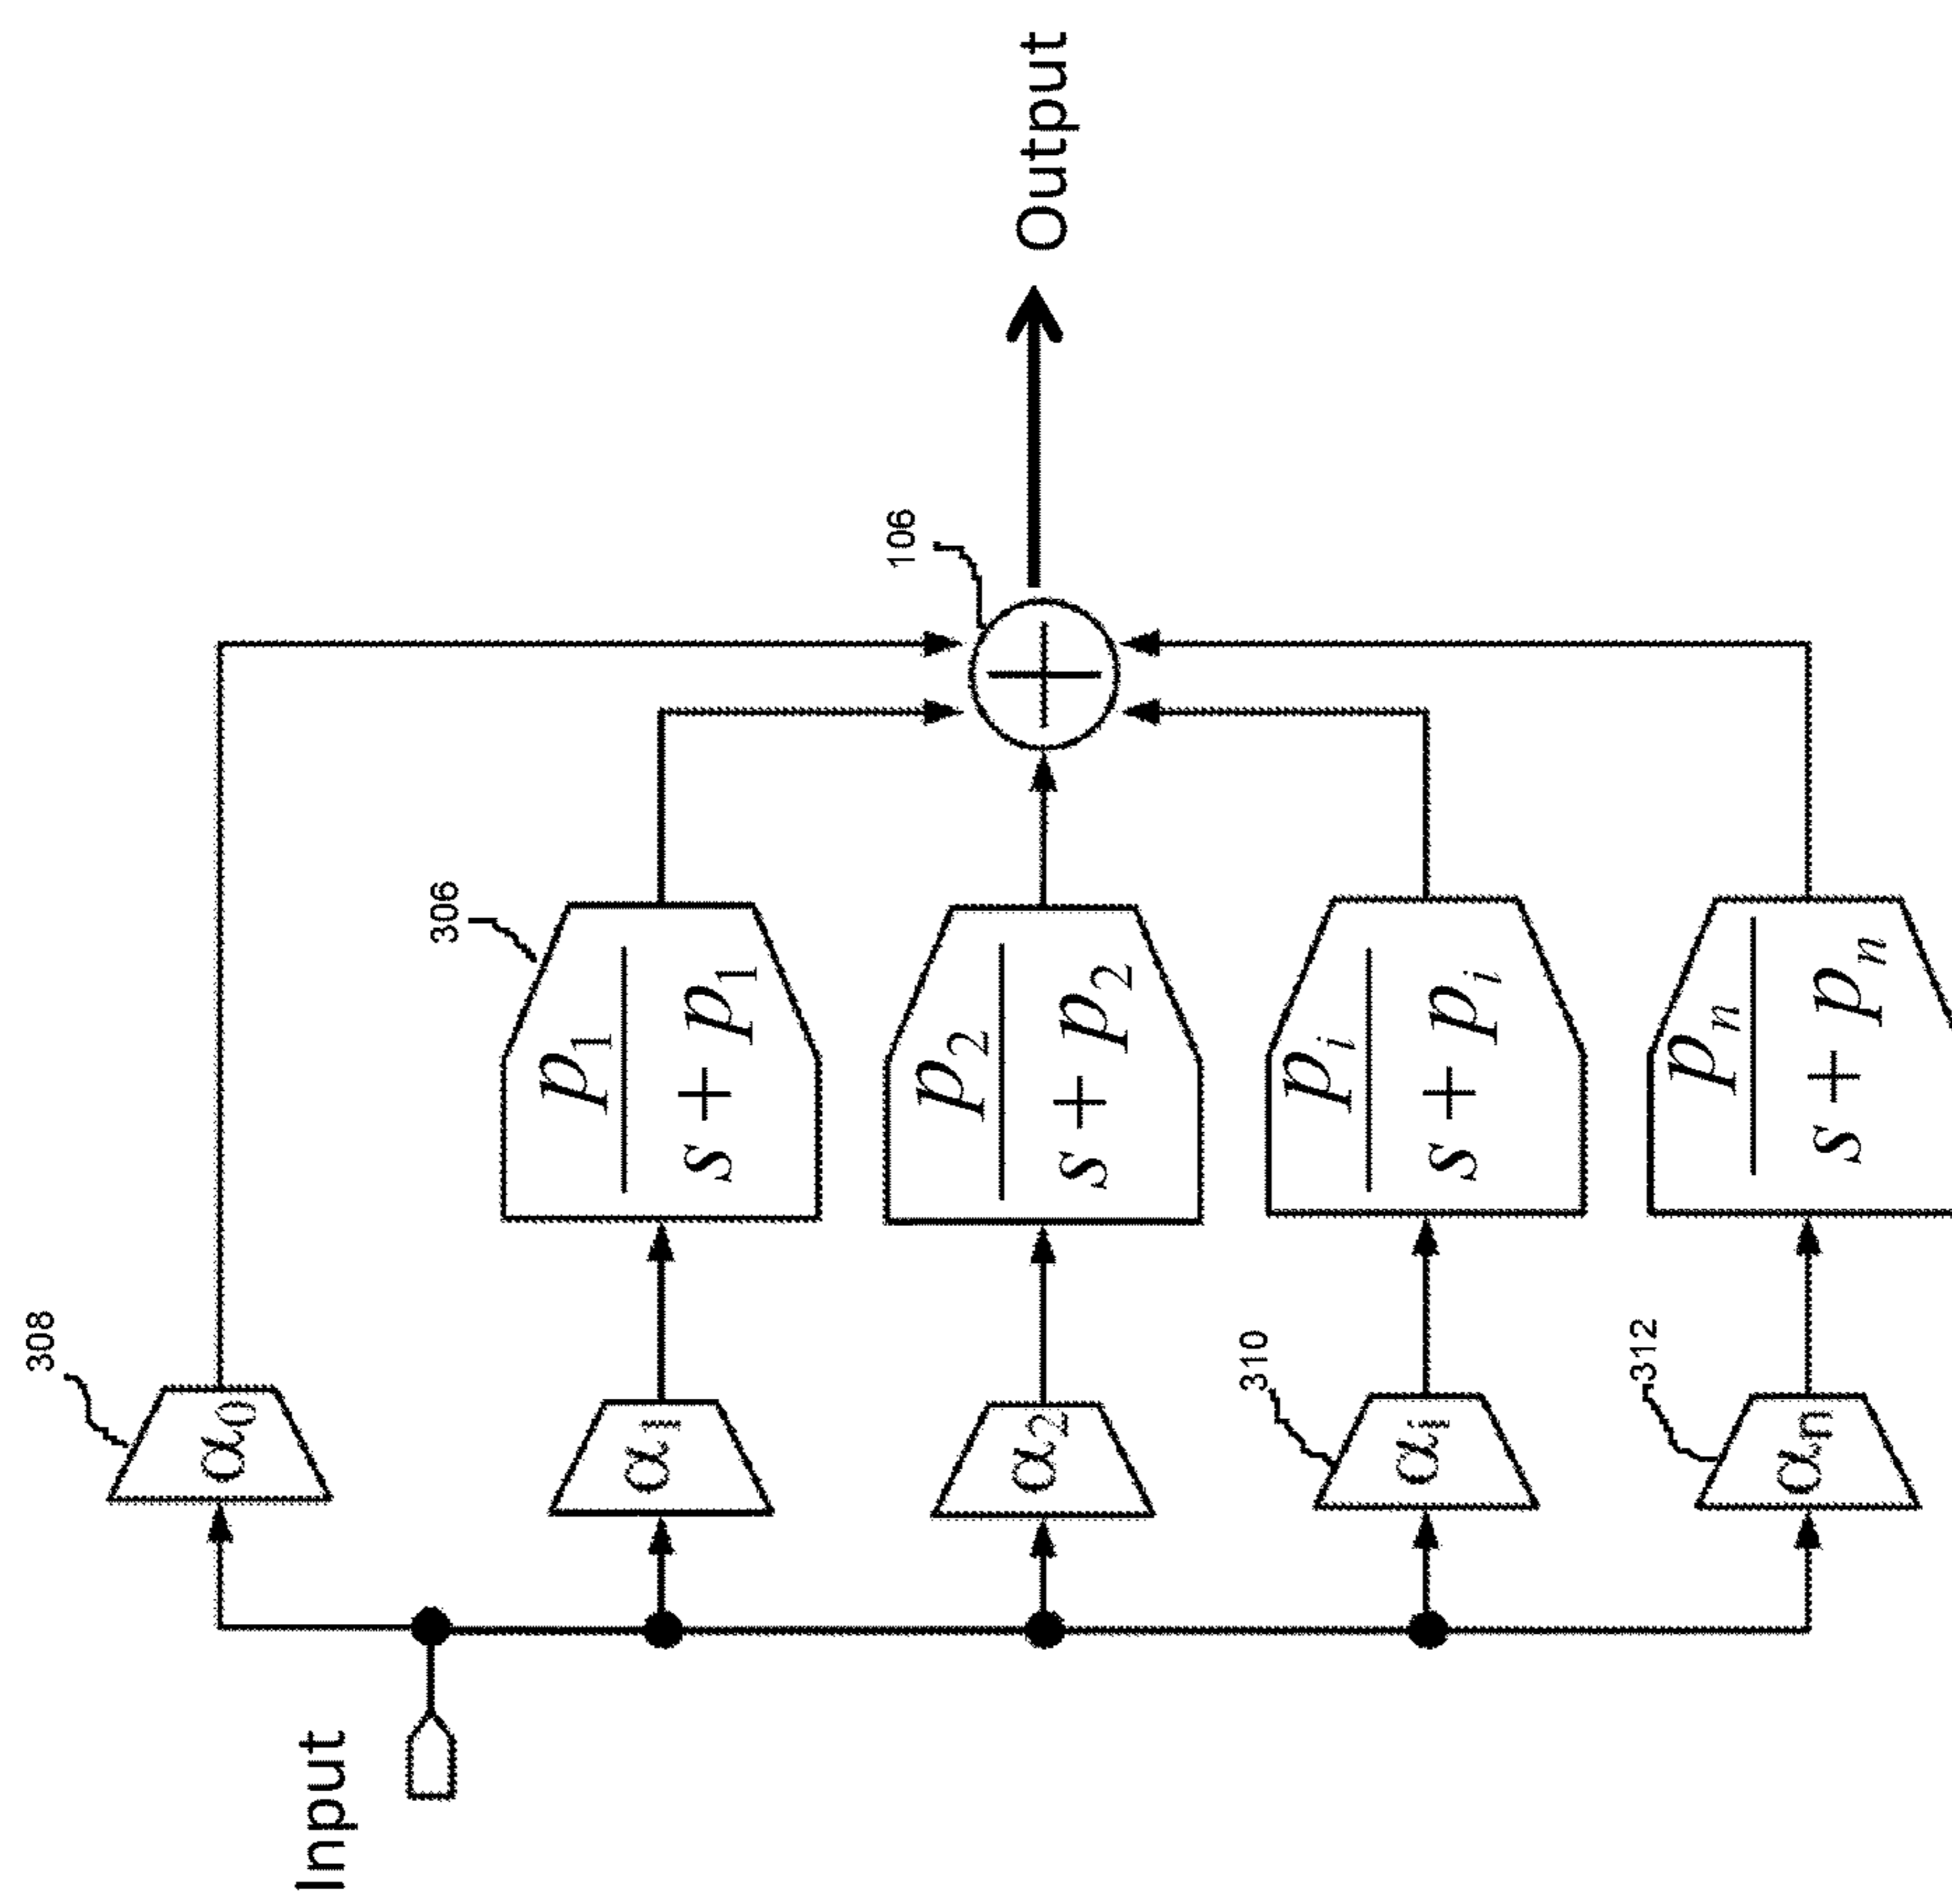 Input
308
α0
α1
306
p1
s + p1
α2
p2
s + p2
310
αi
pi
s + pi
312
αn
pn
s + pn
106
Output